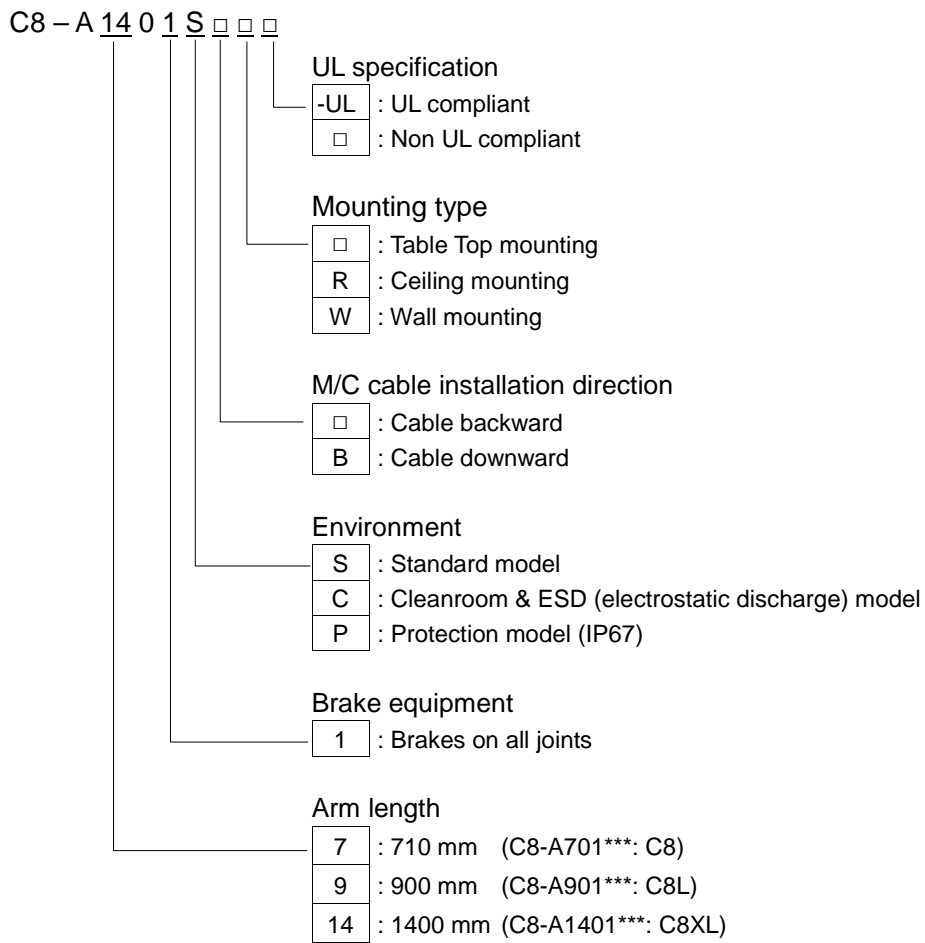 C8 – A 14 0 1 S □ □ □
UL specification
-UL : UL compliant
□ : Non UL compliant
Mounting type
□ : Table Top mounting
R : Ceiling mounting
W : Wall mounting
M/C cable installation direction
□ : Cable backward
B : Cable downward
Environment
S : Standard model
C : Cleanroom & ESD (electrostatic discharge) model
P : Protection model (IP67)
Brake equipment
1 : Brakes on all joints
Arm length
7 : 710 mm (C8-A701***: C8)
9 : 900 mm (C8-A901***: C8L)
14 : 1400 mm (C8-A1401***: C8XL)